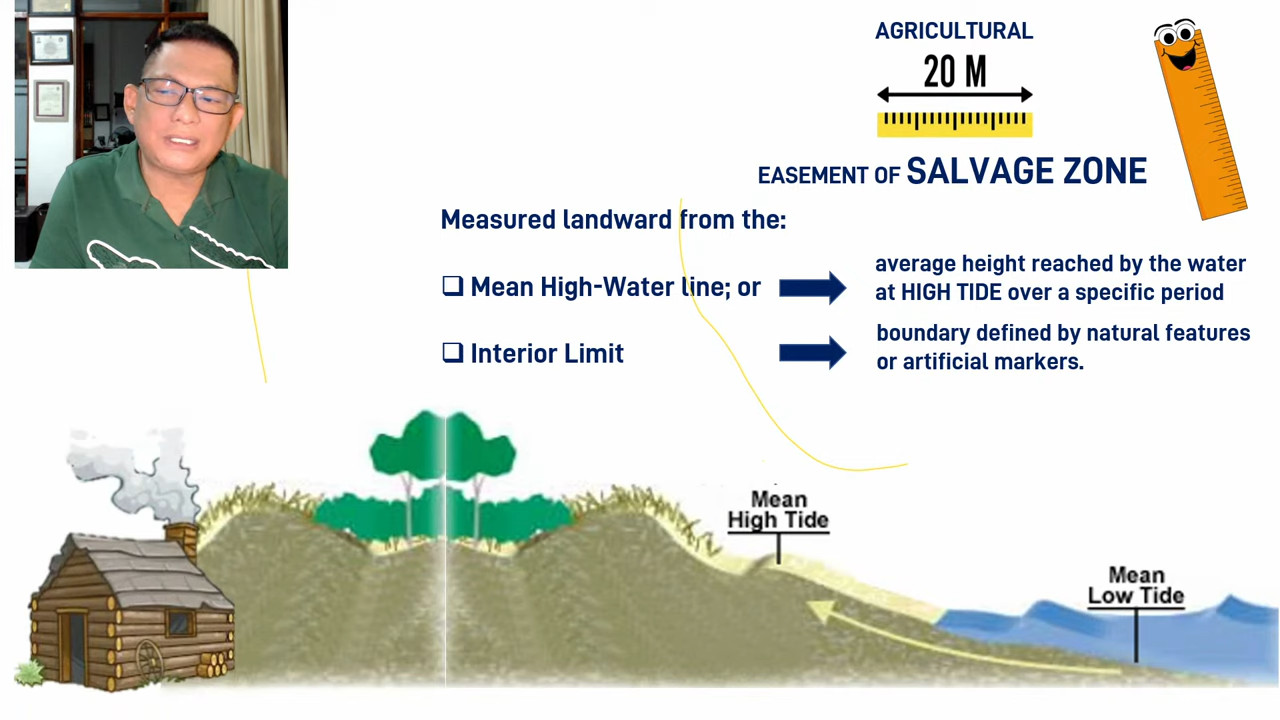 AGRICULTURAL
20 M
EASEMENT OF SALVAGE ZONE
Measured landward from the:
Mean High-Water line; or
average height reached by the water
at HIGH TIDE over a specific period
Interior Limit
boundary defined by natural features
or artificial markers.
Mean
High Tide
Mean
Low Tide